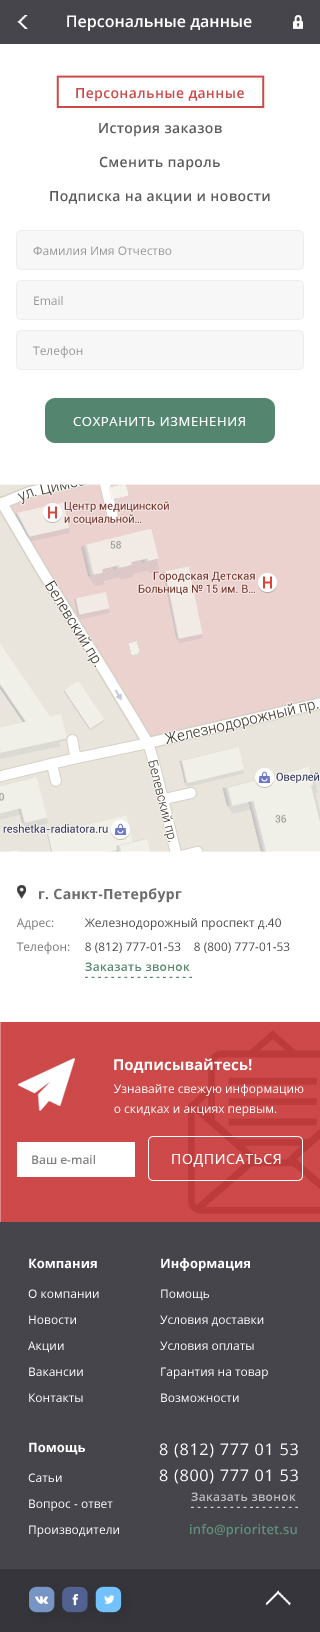 Персональные данные
Персональные данные
История заказов
Сменить пароль
Подписка на акции и новости
Фамилия Имя Отчество
Email
Телефон
СОХРАНИТЬ ИЗМЕНЕНИЯ
ул.
Центр медицинской
и социальной...
58
Городская Детская
Больница № 15 им. В...
Белевский пр.
Железнодорожный пр.
Белевский пр.
Оверлей
0
36
reshetka-radiatora.ru
г. Санкт-Петербург
Адрес: Железнодорожный проспект д.40
Телефон: 8 (812) 777-01-53 8 (800) 777-01-53
Заказать звонок
Подписывайтесь!
Узнавайте свежую информацию
о скидках и акциях первым.
Ваш e-mail
ПОДПИСАТЬСЯ
Компания
О компании
Новости
Акции
Вакансии
Контакты
Информация
Помощь
Условия доставки
Условия оплаты
Гарантия на товар
Возможности
Помощь
Сатьи
Вопрос - ответ
Производители
8 (812) 777 01 53
8 (800) 777 01 53
Заказать звонок
info@prioritet.su